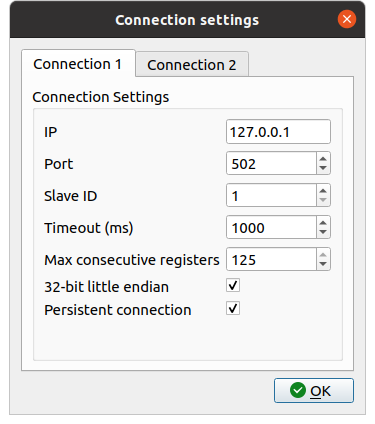 Connection settings
Connection 1 Connection 2
Connection Settings
IP 127.0.0.1
Port 502
Slave ID 1
Timeout (ms) 1000
Max consecutive registers 125
32-bit little endian
Persistent connection
OK